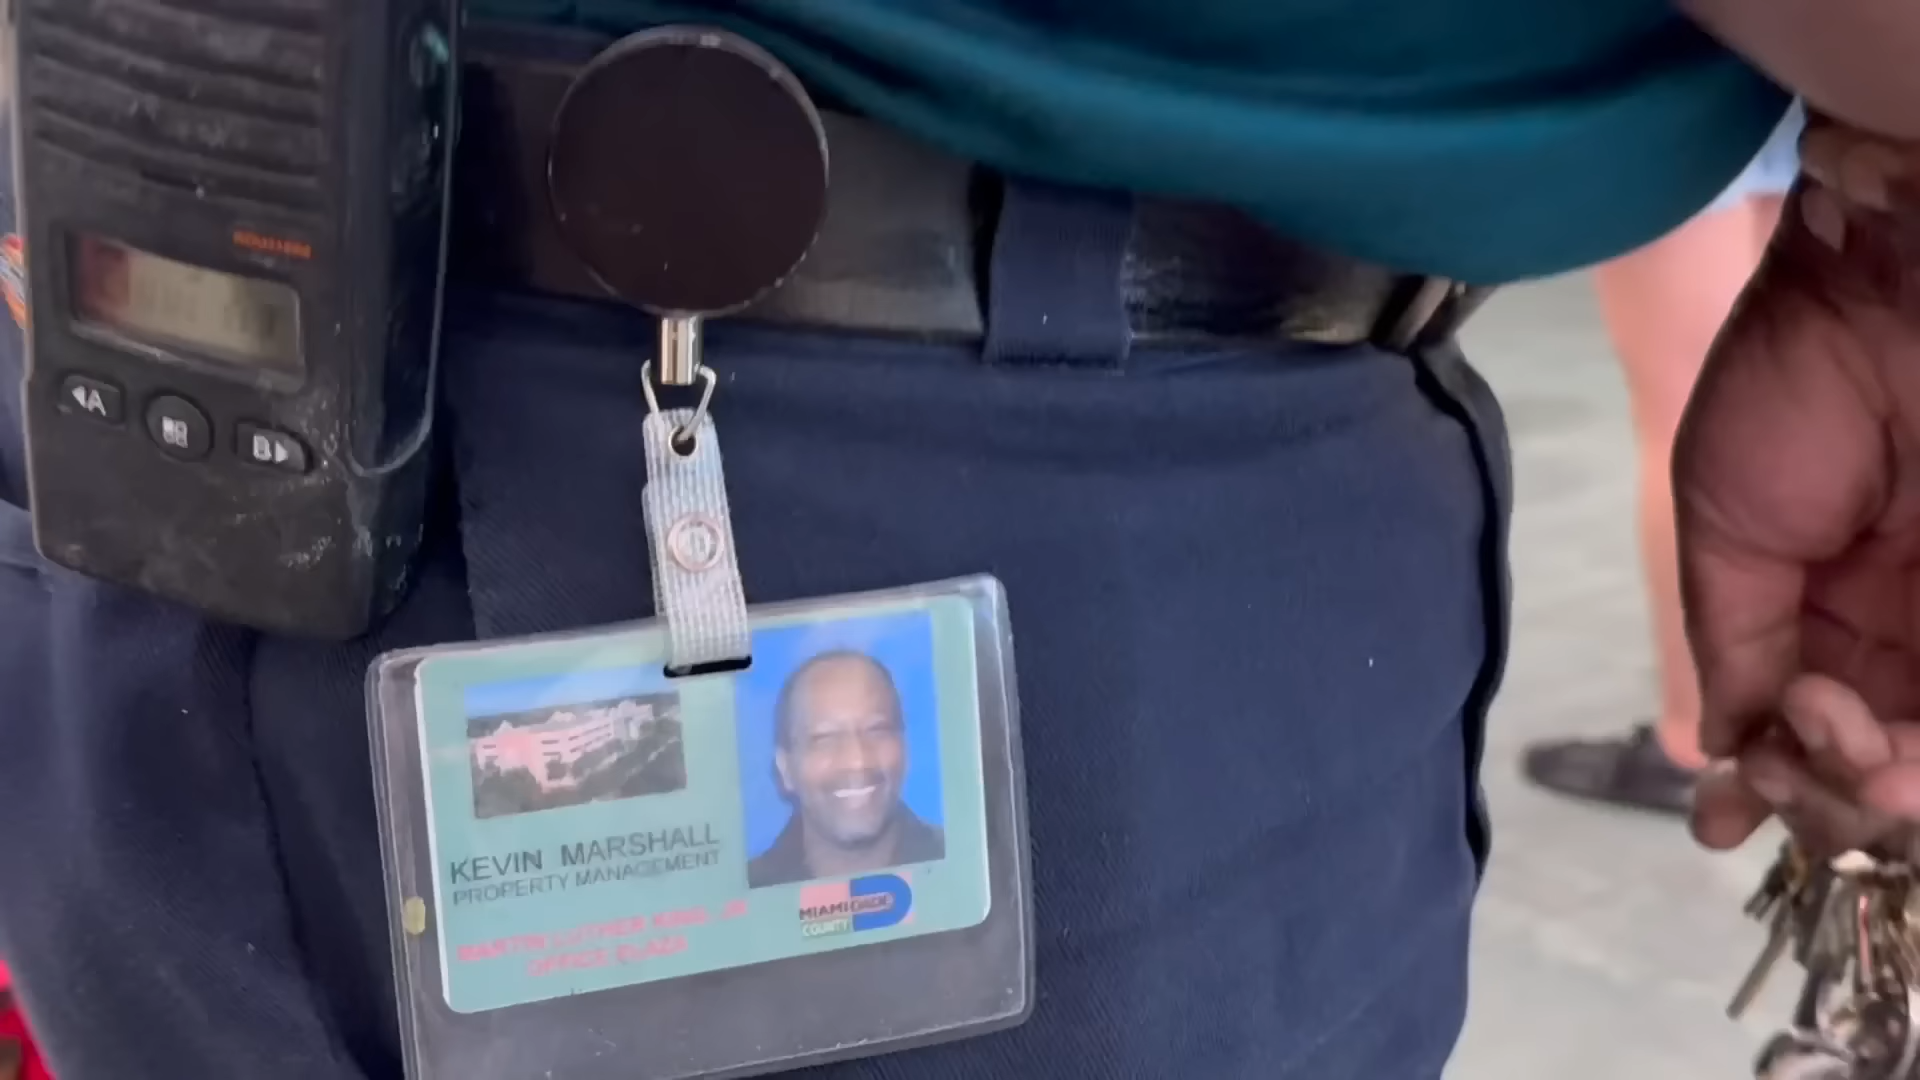 ◀A
B▶
KEVIN MARSHALL
PROPERTY MANAGEMENT
MARTIN LUTHER KING, JR
OFFICE PLAZA
MIAMI-DADE
COUNTY